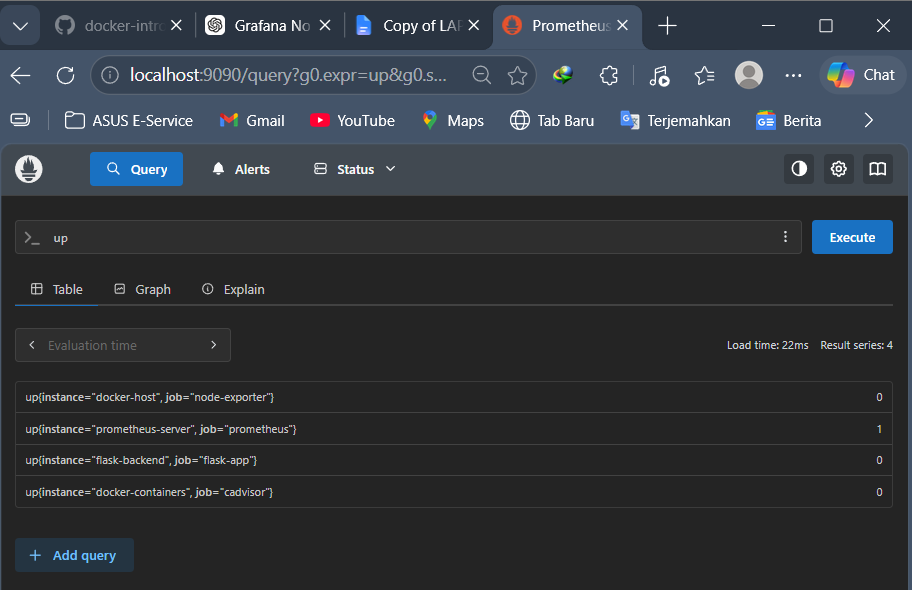 docker-intro
Grafana No
Copy of LAP
Prometheus
localhost:9090/query?g0.expr=up&g0.s...
Chat
ASUS E-Service
Gmail
YouTube
Maps
Tab Baru
Terjemahkan
Berita
Query
Alerts
Status
>_ up
Execute
Table
Graph
Explain
Evaluation time
Load time: 22ms
Result series: 4
up{instance="docker-host", job="node-exporter"} 0
up{instance="prometheus-server", job="prometheus"} 1
up{instance="flask-backend", job="flask-app"} 0
up{instance="docker-containers", job="cadvisor"} 0
+ Add query